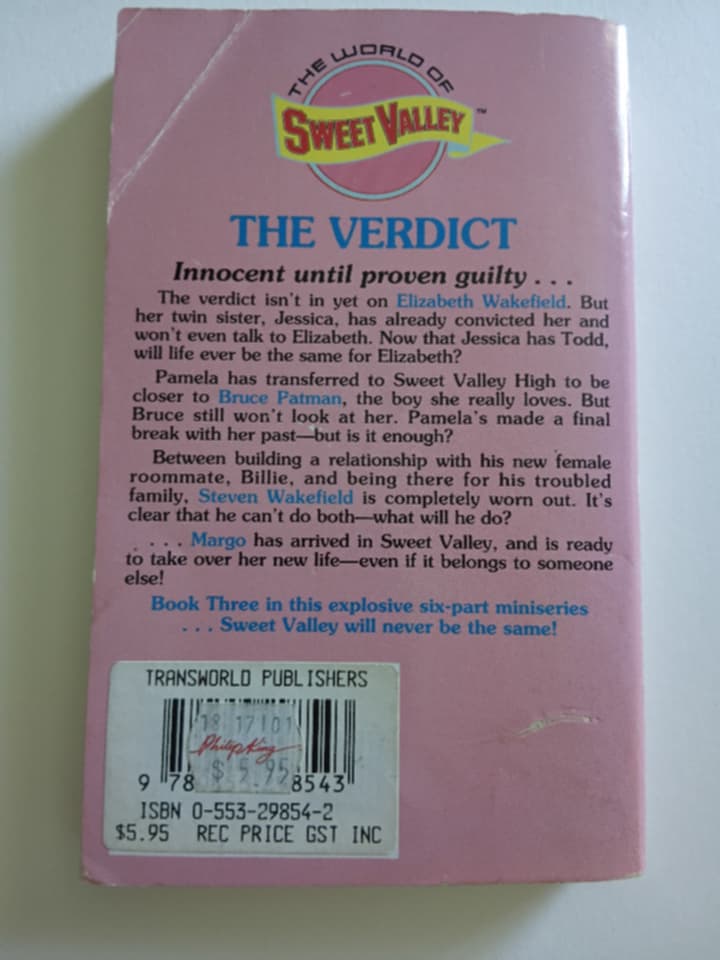 THE WORLD OF
SWEET VALLEY™
THE VERDICT
Innocent until proven guilty . . .
The verdict isn't in yet on Elizabeth Wakefield. But
her twin sister, Jessica, has already convicted her and
won't even talk to Elizabeth. Now that Jessica has Todd,
will life ever be the same for Elizabeth?
Pamela has transferred to Sweet Valley High to be
closer to Bruce Patman, the boy she really loves. But
Bruce still won't look at her. Pamela's made a final
break with her past—but is it enough?
Between building a relationship with his new female
roommate, Billie, and being there for his troubled
family, Steven Wakefield is completely worn out. It's
clear that he can't do both—what will he do?
. . . . Margo has arrived in Sweet Valley, and is ready
to take over her new life—even if it belongs to someone
else!
Book Three in this explosive six-part miniseries
. . . Sweet Valley will never be the same!
TRANSWORLD PUBLISHERS
18 17101
Philip King
$ 5.95
9 78 8543
ISBN 0-553-29854-2
$5.95 REC PRICE GST INC